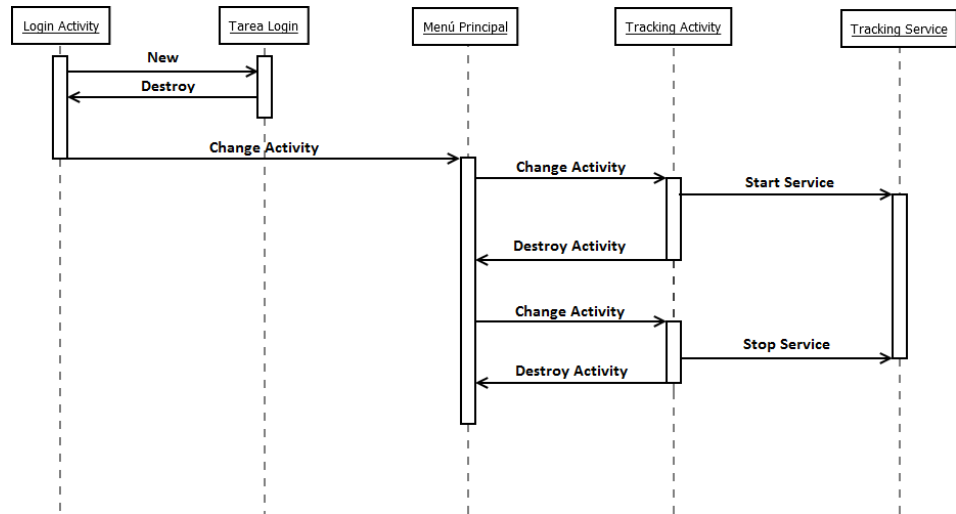 Login Activity
Tarea Login
Menú Principal
Tracking Activity
Tracking Service
New
Destroy
Change Activity
Change Activity
Start Service
Destroy Activity
Change Activity
Stop Service
Destroy Activity